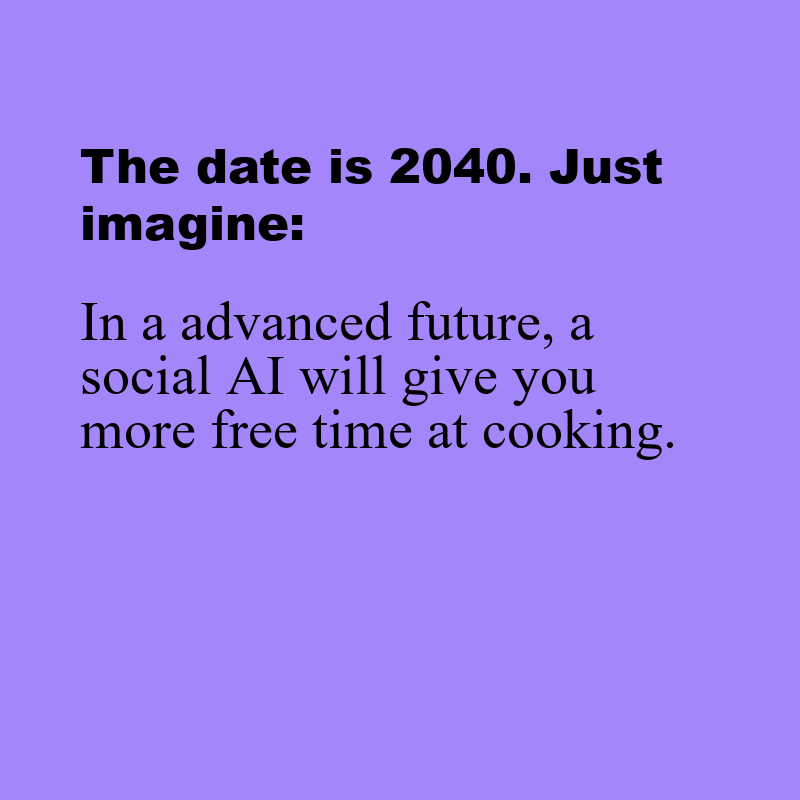 The date is 2040. Just
imagine:
In a advanced future, a
social AI will give you
more free time at cooking.